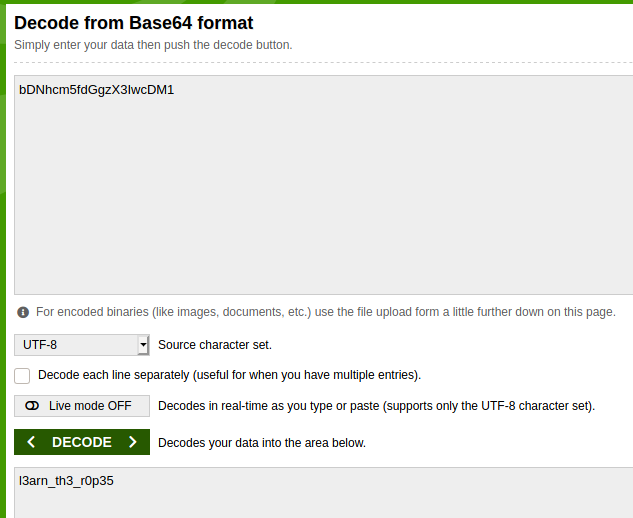 Decode from Base64 format
Simply enter your data then push the decode button.
bDNhcm5fdGgzX3IwcDM1
For encoded binaries (like images, documents, etc.) use the file upload form a little further down on this page.
UTF-8 Source character set.
Decode each line separately (useful for when you have multiple entries).
Live mode OFF Decodes in real-time as you type or paste (supports only the UTF-8 character set).
< DECODE > Decodes your data into the area below.
l3arn_th3_r0p35